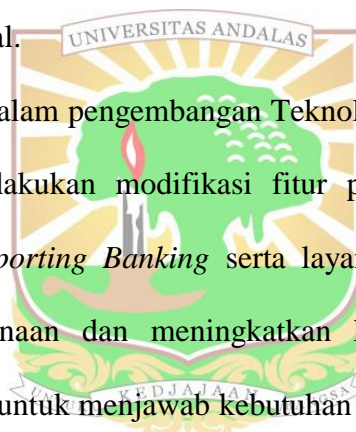 al.
UNIVERSITAS ANDALAS
alam pengembangan Teknol
lakukan modifikasi fitur p
porting Banking serta laya
naan dan meningkatkan
KEDJAJAAN
untuk menjawab kebutuhan